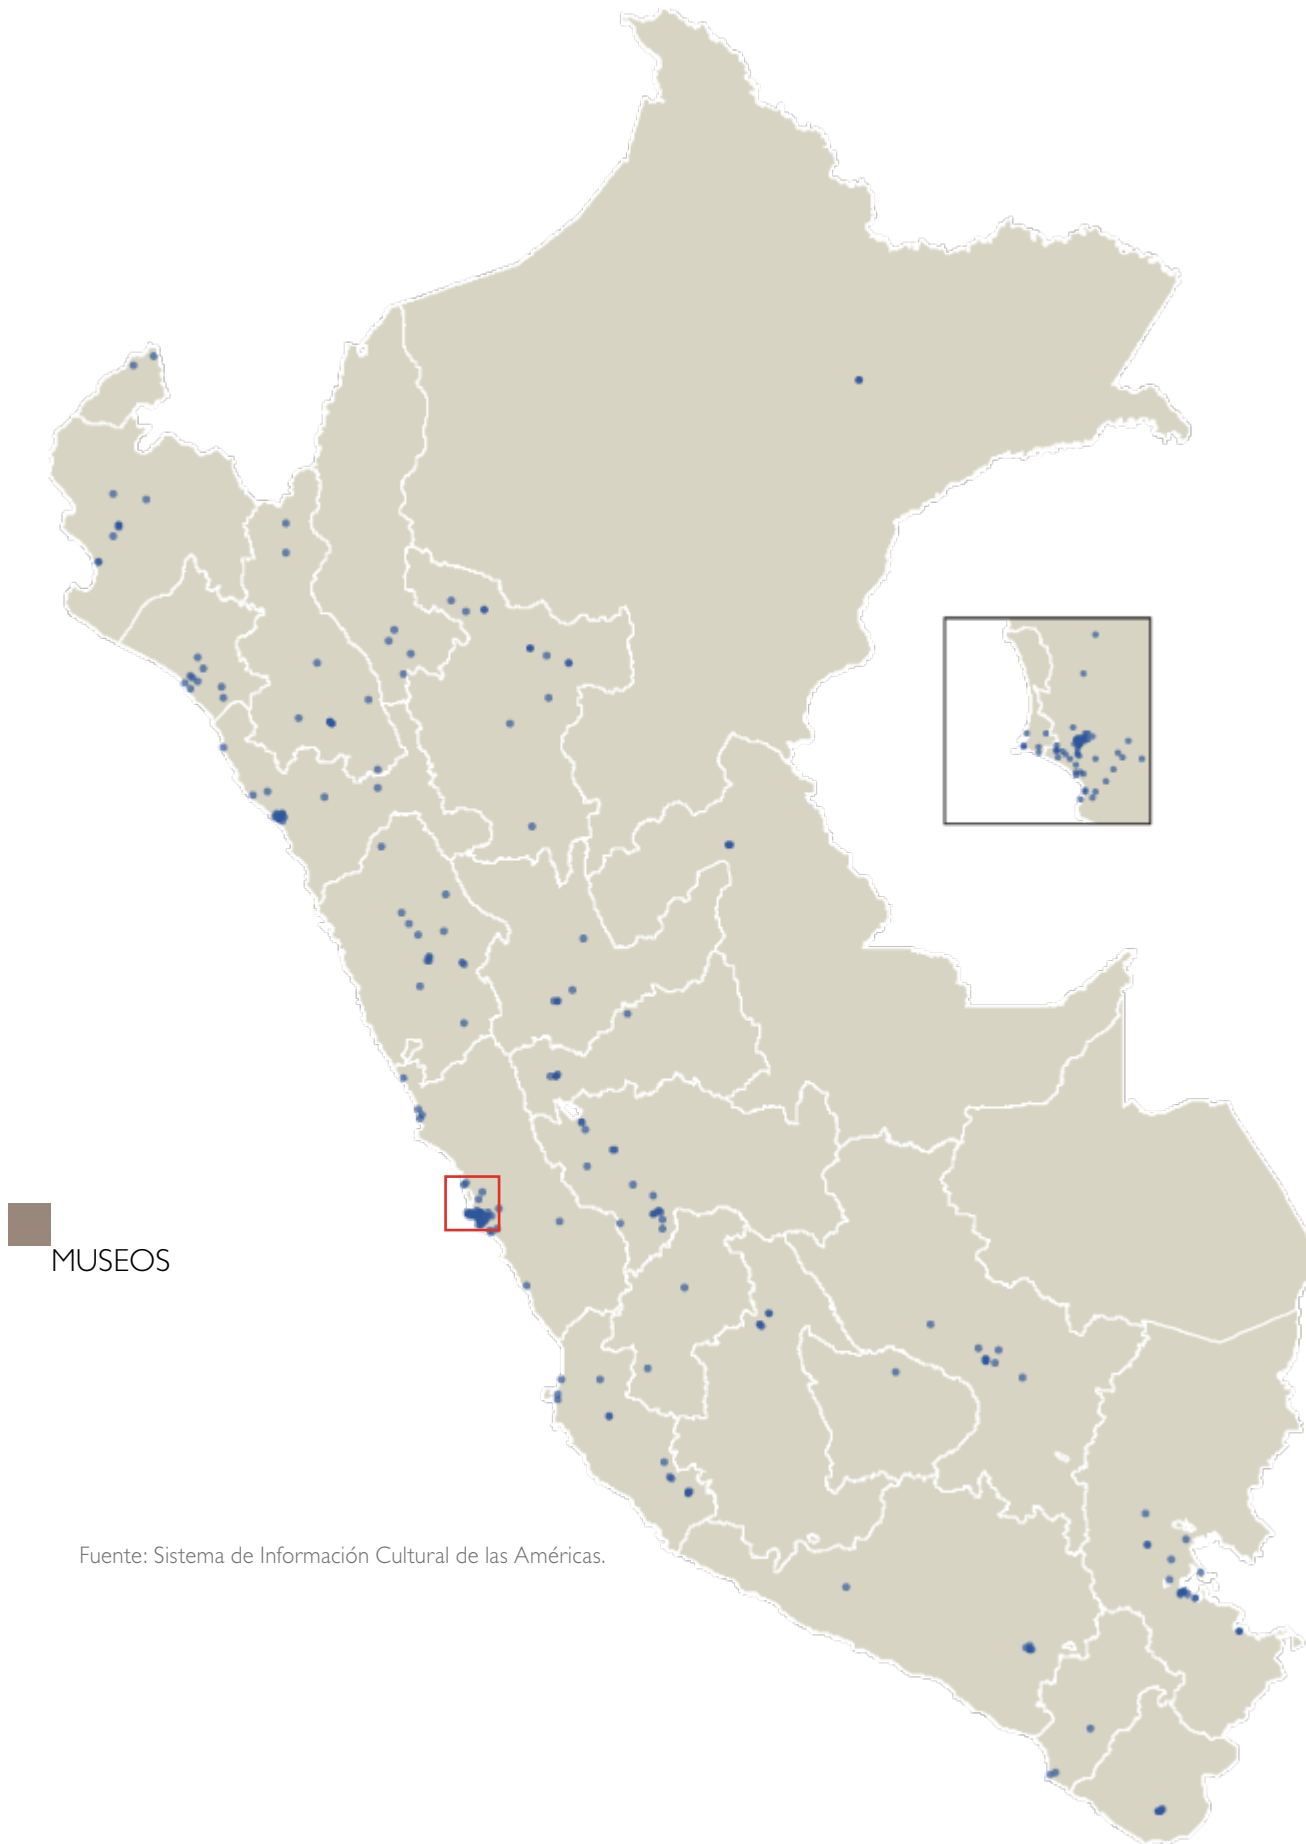 MUSEOS
Fuente: Sistema de Información Cultural de las Américas.